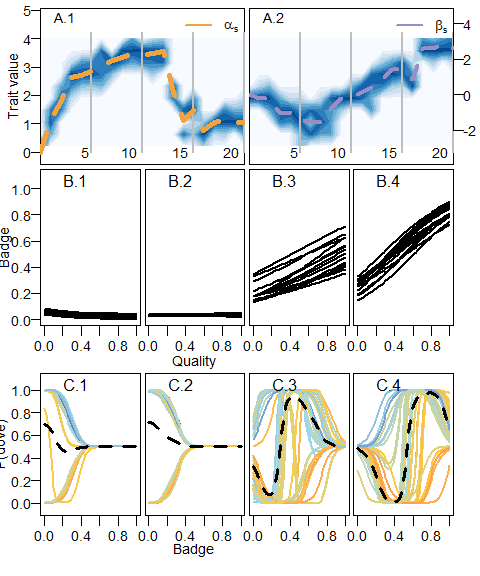 A.1 αs A.2 βs
5 4
4 2
3 0
2 -2
1
0
Trait value
5 10 15 20 5 10 15 20
B.1 B.2 B.3 B.4
1.0
0.8
0.6
0.4
0.2
0.0
Badge
0.0 0.4 0.8 0.0 0.4 0.8 0.0 0.4 0.8 0.0 0.4 0.8
Quality
C.1 C.2 C.3 C.4
1.0
0.8
0.6
0.4
0.2
0.0
P(dove)
0.0 0.4 0.8 0.0 0.4 0.8 0.0 0.4 0.8 0.0 0.4 0.8
Badge